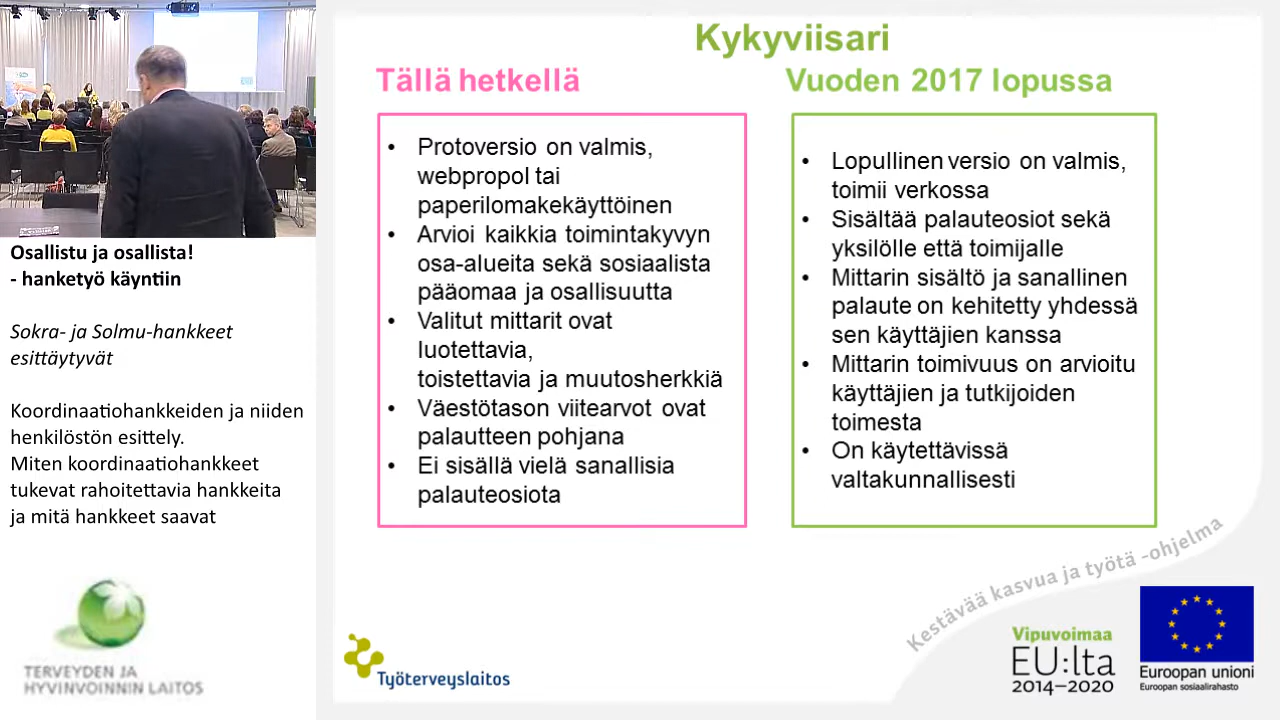 Osallistu ja osallista!
- hanketyö käyntiin
Sokra- ja Solmu-hankkeet
esittäytyvät
Koordinaatiohankkeiden ja niiden
henkilöstön esittely.
Miten koordinaatiohankkeet
tukevat rahoitettavia hankkeita
ja mitä hankkeet saavat
TERVEYDEN JA
HYVINVOINNIN LAITOS
Kykyviisari
Tällä hetkellä
• Protoversio on valmis,
webpropol tai
paperilomakekäyttöinen
• Arvioi kaikkia toimintakyvyn
osa-alueita sekä sosiaalista
pääomaa ja osallisuutta
• Valitut mittarit ovat
luotettavia,
toistettavia ja muutosherkkiä
• Väestötason viitearvot ovat
palautteen pohjana
• Ei sisällä vielä sanallisia
palauteosiota
Vuoden 2017 lopussa
• Lopullinen versio on valmis,
toimii verkossa
• Sisältää palauteosiot sekä
yksilölle että toimijalle
• Mittarin sisältö ja sanallinen
palaute on kehitetty yhdessä
sen käyttäjien kanssa
• Mittarin toimivuus on arvioitu
käyttäjien ja tutkijoiden
toimesta
• On käytettävissä
valtakunnallisesti
Kestävää kasvua ja työtä -ohjelma
Työterveyslaitos
Vipuvoimaa
EU:lta
2014–2020
Euroopan unioni
Euroopan sosiaalirahasto